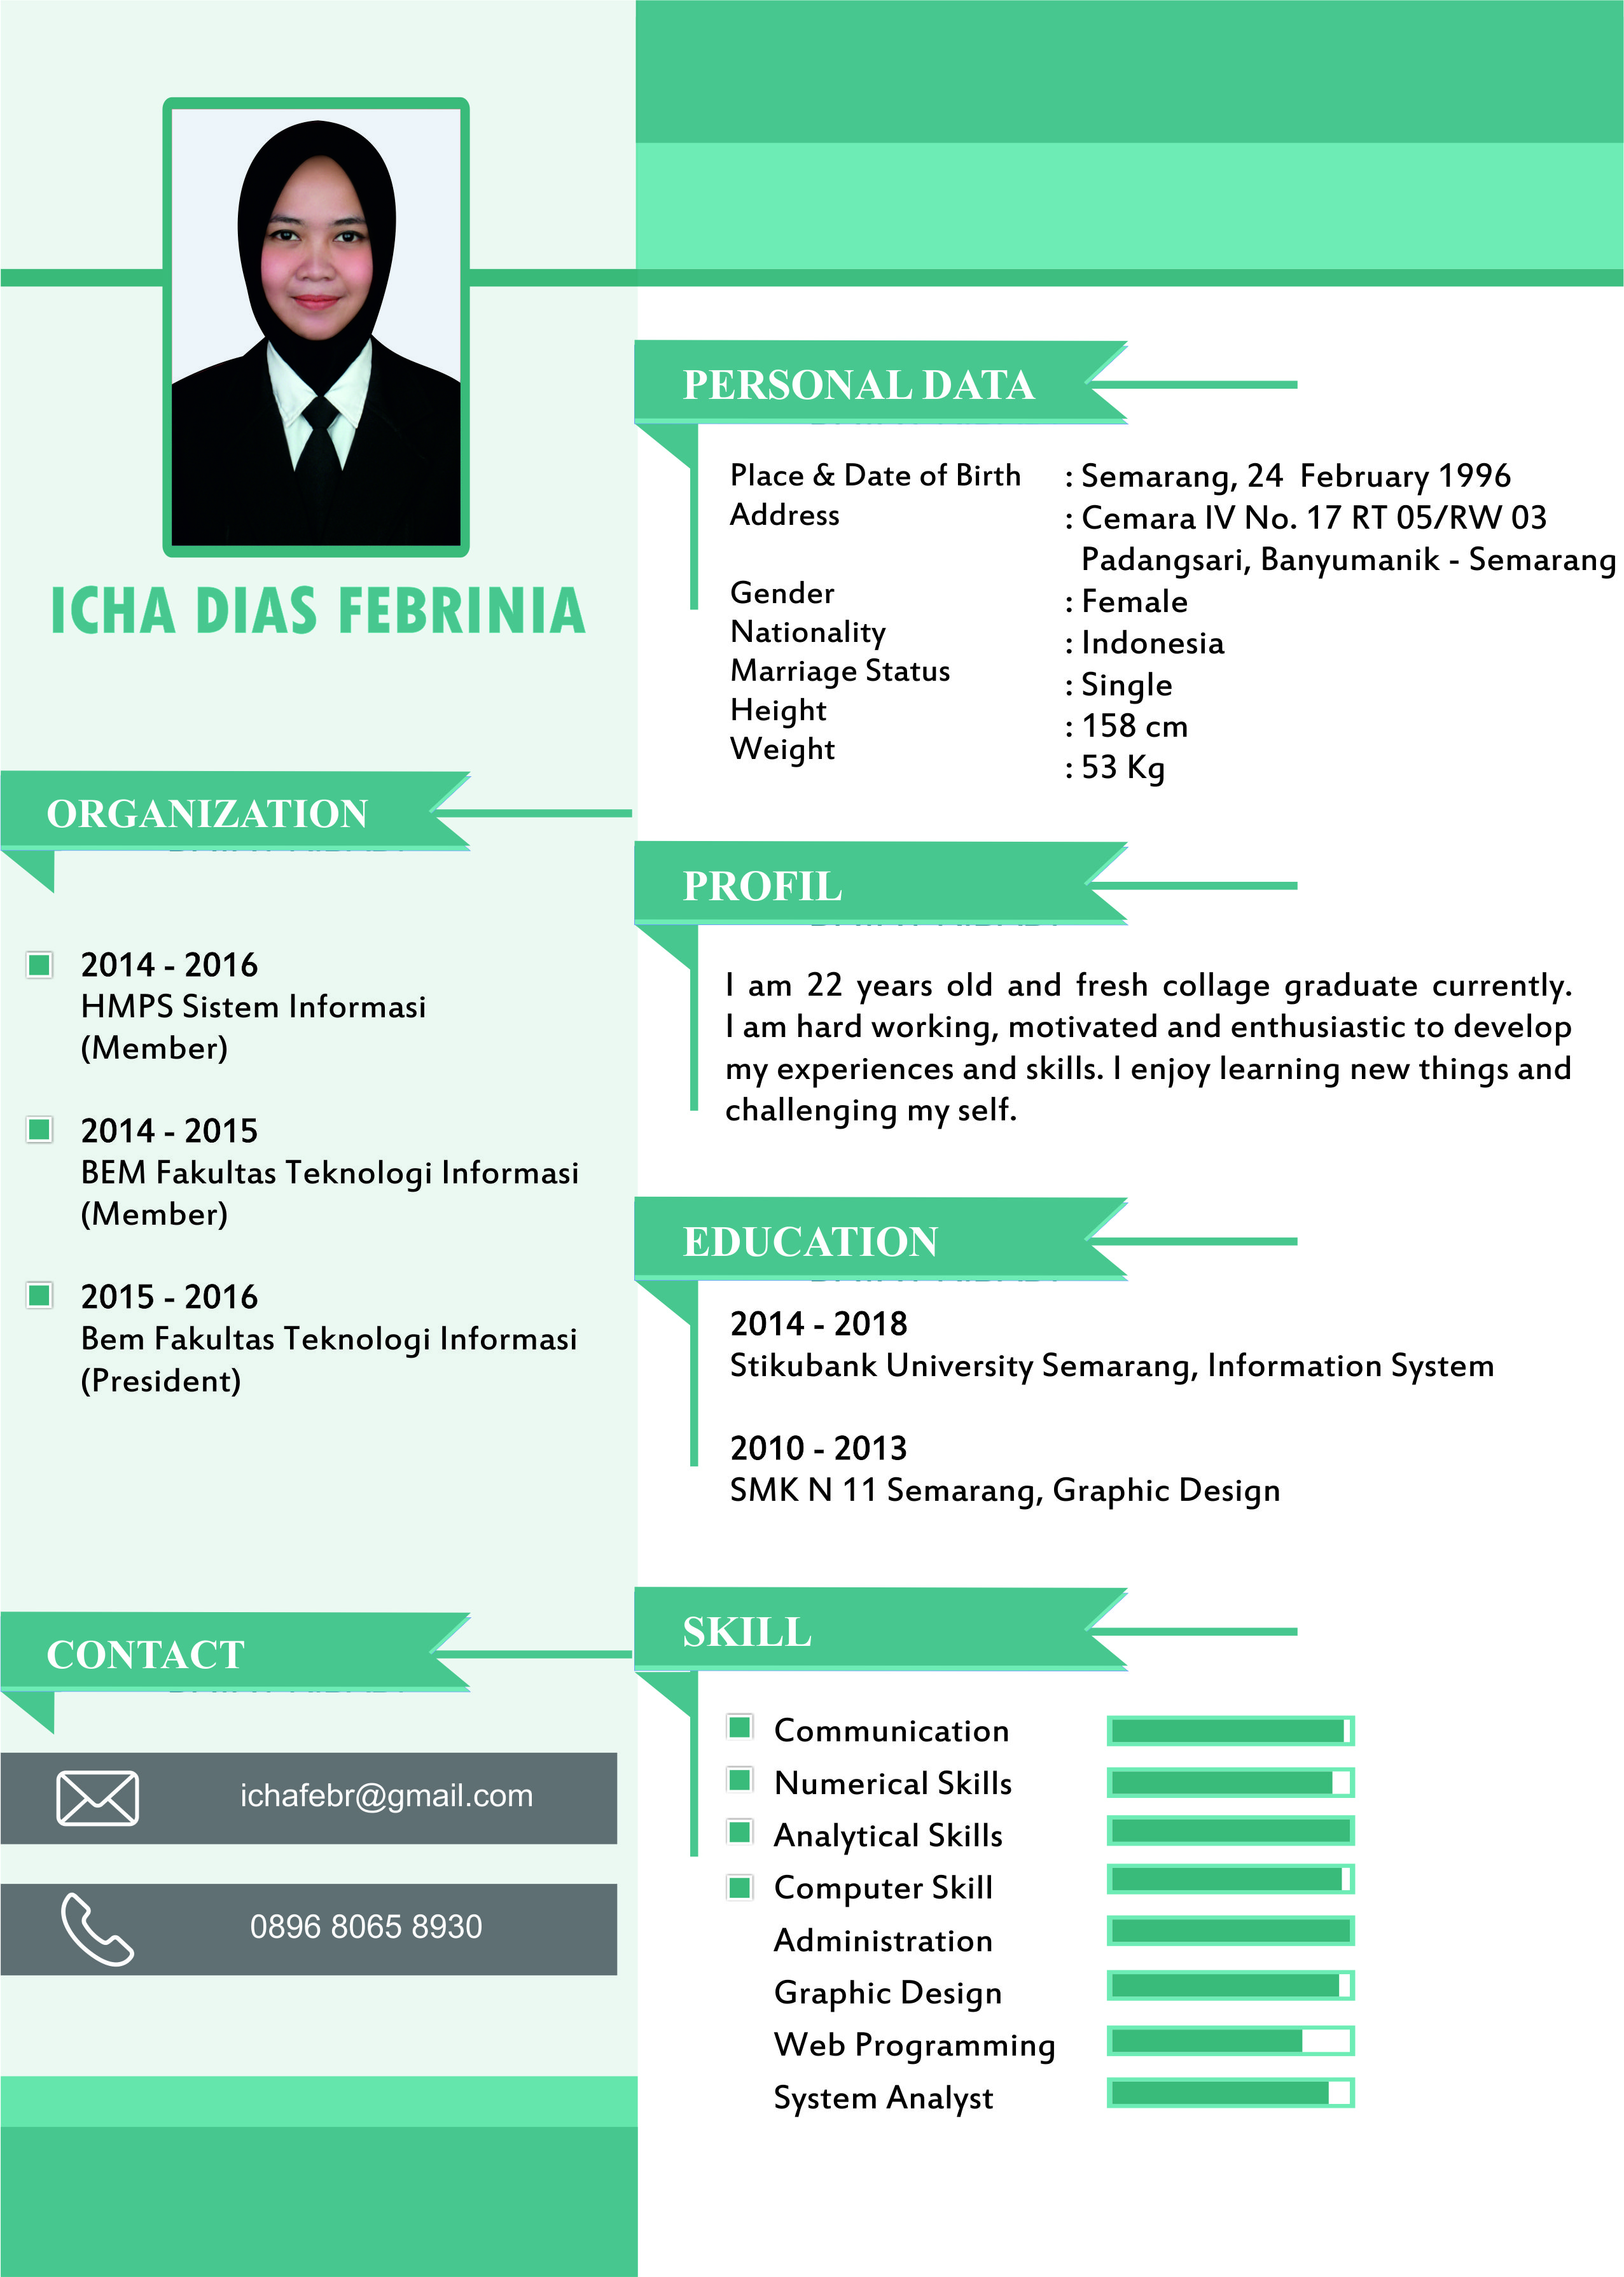 ICHA DIAS FEBRINIA
ORGANIZATION
2014 - 2016
HMPS Sistem Informasi
(Member)
2014 - 2015
BEM Fakultas Teknologi Informasi
(Member)
2015 - 2016
Bem Fakultas Teknologi Informasi
(President)
CONTACT
ichafebr@gmail.com
0896 8065 8930
PERSONAL DATA
Place & Date of Birth : Semarang, 24 February 1996
Address : Cemara IV No. 17 RT 05/RW 03
Padangsari, Banyumanik - Semarang
Gender : Female
Nationality : Indonesia
Marriage Status : Single
Height : 158 cm
Weight : 53 Kg
PROFIL
I am 22 years old and fresh collage graduate currently.
I am hard working, motivated and enthusiastic to develop
my experiences and skills. I enjoy learning new things and
challenging my self.
EDUCATION
2014 - 2018
Stikubank University Semarang, Information System
2010 - 2013
SMK N 11 Semarang, Graphic Design
SKILL
Communication
Numerical Skills
Analytical Skills
Computer Skill
Administration
Graphic Design
Web Programming
System Analyst